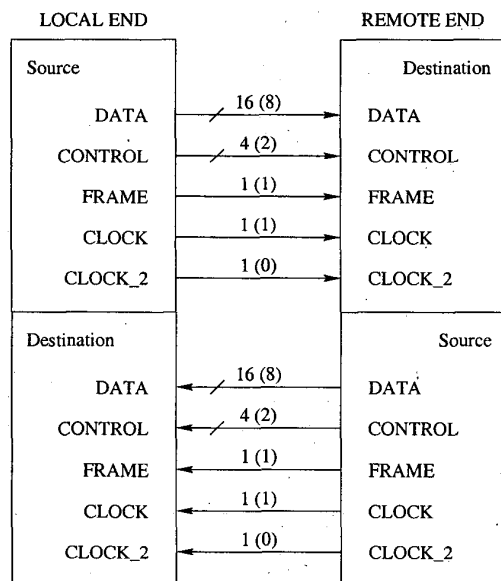 LOCAL END REMOTE END
Source Destination
DATA 16 (8) DATA
CONTROL 4 (2) CONTROL
FRAME 1 (1) FRAME
CLOCK 1 (1) CLOCK
CLOCK_2 1 (0) CLOCK_2
Destination Source
DATA 16 (8) DATA
CONTROL 4 (2) CONTROL
FRAME 1 (1) FRAME
CLOCK 1 (1) CLOCK
CLOCK_2 1 (0) CLOCK_2